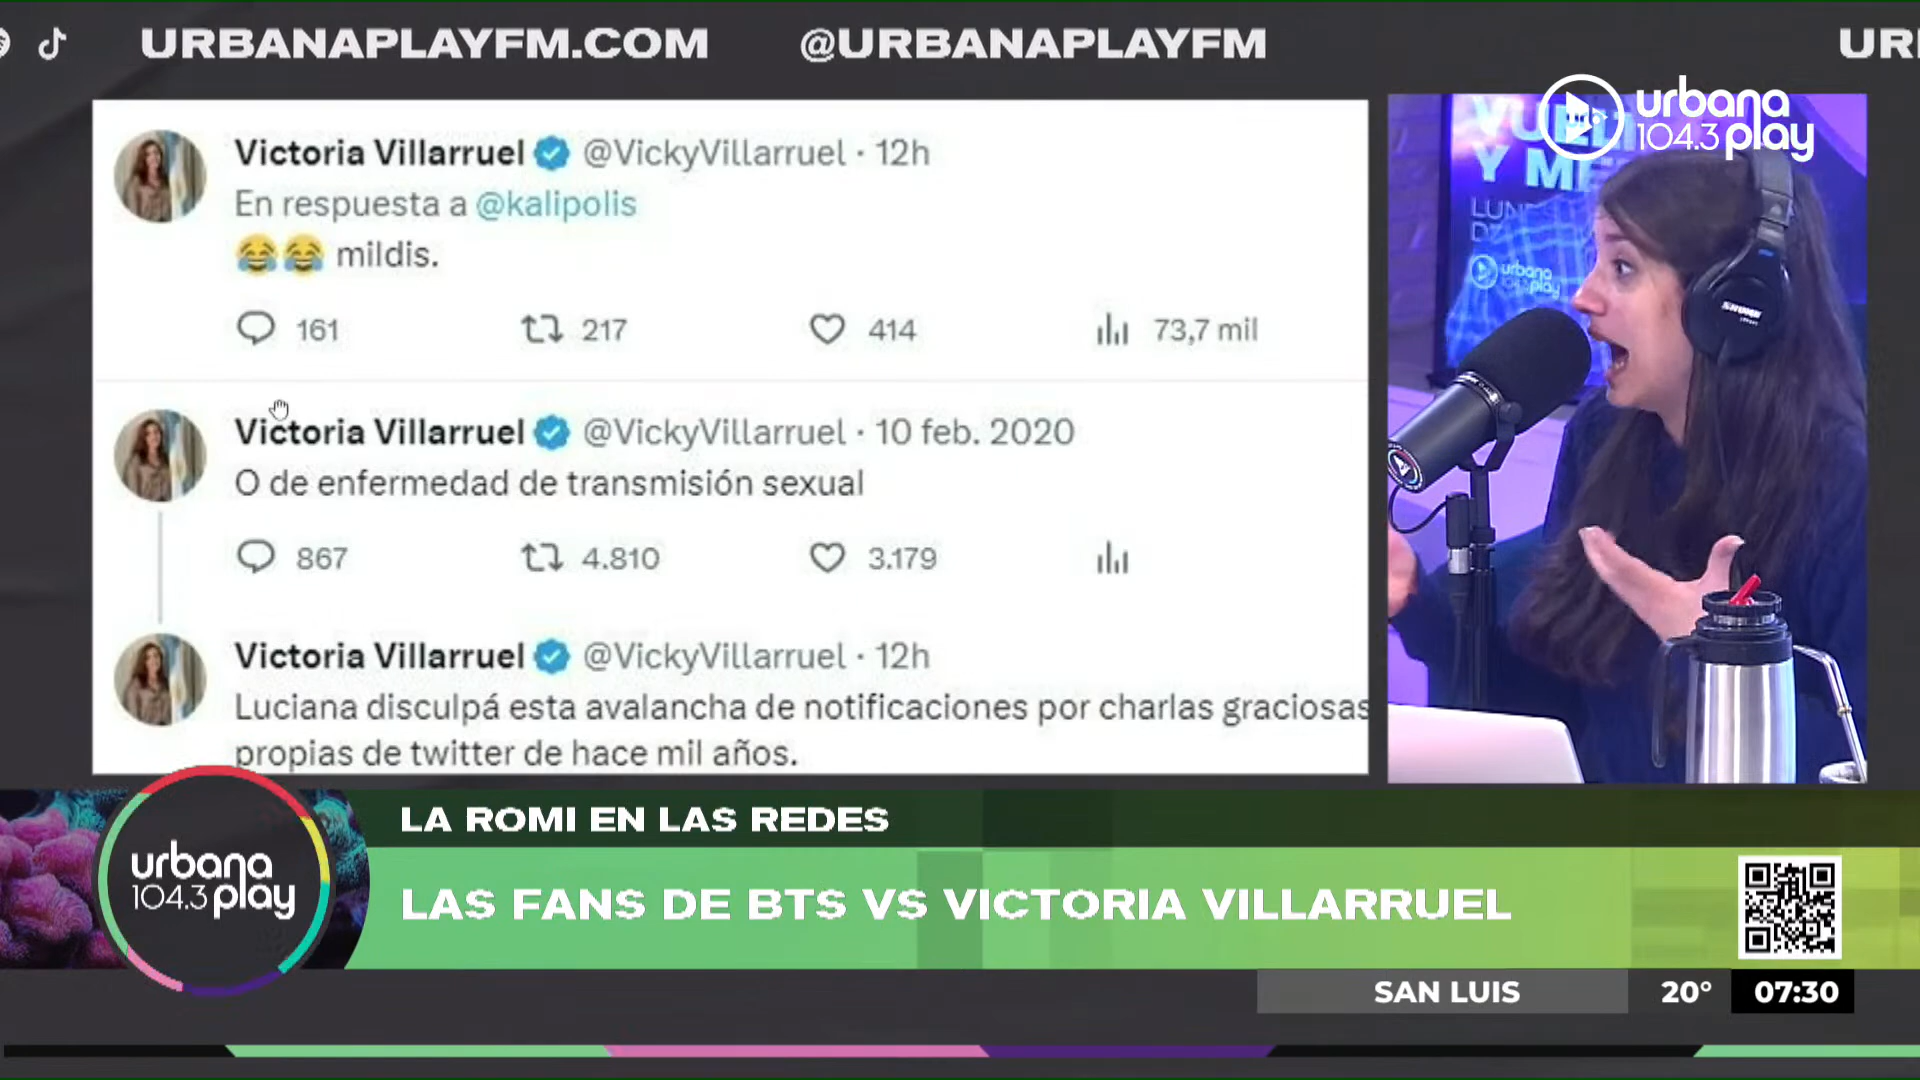 URBANAPLAYFM.COM @URBANAPLAYFM
urbana
104.3 play
Victoria Villarruel @VickyVillarruel · 12h
En respuesta a @kalipolis
😂😂 mildis.
161 217 414 73,7 mil
Victoria Villarruel @VickyVillarruel · 10 feb. 2020
O de enfermedad de transmisión sexual
867 4.810 3.179
Victoria Villarruel @VickyVillarruel · 12h
Luciana disculpá esta avalancha de notificaciones por charlas graciosas
propias de twitter de hace mil años.
Y
urbana
play
SHURE
LA ROMI EN LAS REDES
LAS FANS DE BTS VS VICTORIA VILLARRUEL
urbana
104.3 play
SAN LUIS 20° 07:30